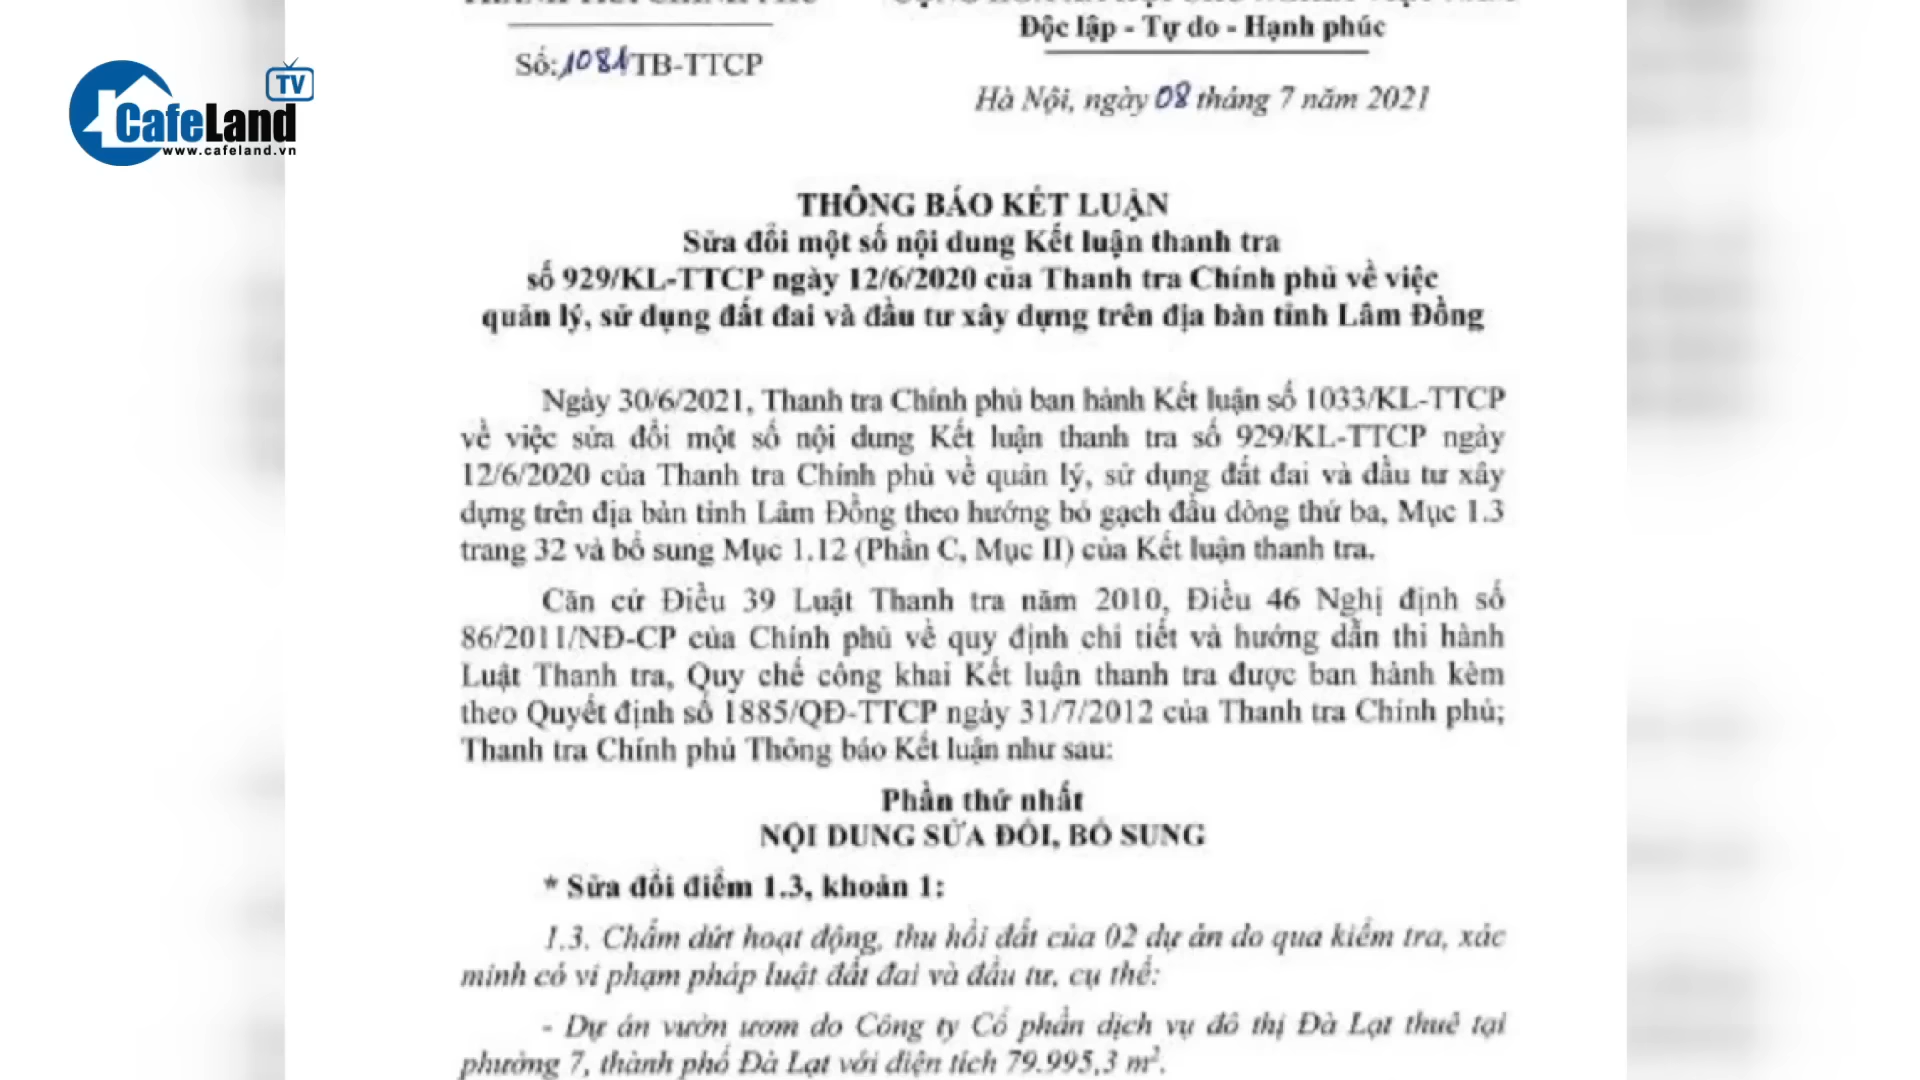 TV
CafeLand
www.cafeland.vn
Độc lập - Tự do - Hạnh phúc
Số: 1081/TB-TTCP
Hà Nội, ngày 08 tháng 7 năm 2021
THÔNG BÁO KẾT LUẬN
Sửa đổi một số nội dung Kết luận thanh tra
số 929/KL-TTCP ngày 12/6/2020 của Thanh tra Chính phủ về việc
quản lý, sử dụng đất đai và đầu tư xây dựng trên địa bàn tỉnh Lâm Đồng
Ngày 30/6/2021, Thanh tra Chính phủ ban hành Kết luận số 1033/KL-TTCP
về việc sửa đổi một số nội dung Kết luận thanh tra số 929/KL-TTCP ngày
12/6/2020 của Thanh tra Chính phủ về quản lý, sử dụng đất đai và đầu tư xây
dựng trên địa bàn tỉnh Lâm Đồng theo hướng bỏ gạch đầu dòng thứ ba, Mục 1.3
trang 32 và bổ sung Mục 1.12 (Phần C, Mục II) của Kết luận thanh tra.
Căn cứ Điều 39 Luật Thanh tra năm 2010, Điều 46 Nghị định số
86/2011/NĐ-CP của Chính phủ về quy định chi tiết và hướng dẫn thi hành
Luật Thanh tra, Quy chế công khai Kết luận thanh tra được ban hành kèm
theo Quyết định số 1885/QĐ-TTCP ngày 31/7/2012 của Thanh tra Chính phủ;
Thanh tra Chính phủ Thông báo Kết luận như sau:
Phần thứ nhất
NỘI DUNG SỬA ĐỔI, BỔ SUNG
* Sửa đổi điểm 1.3, khoản 1:
1.3. Chấm dứt hoạt động, thu hồi đất của 02 dự án do qua kiểm tra, xác
minh có vi phạm pháp luật đất đai và đầu tư, cụ thể:
- Dự án vườn ươm do Công ty Cổ phần dịch vụ đô thị Đà Lạt thuê tại
phường 7, thành phố Đà Lạt với diện tích 79.995,3 m².